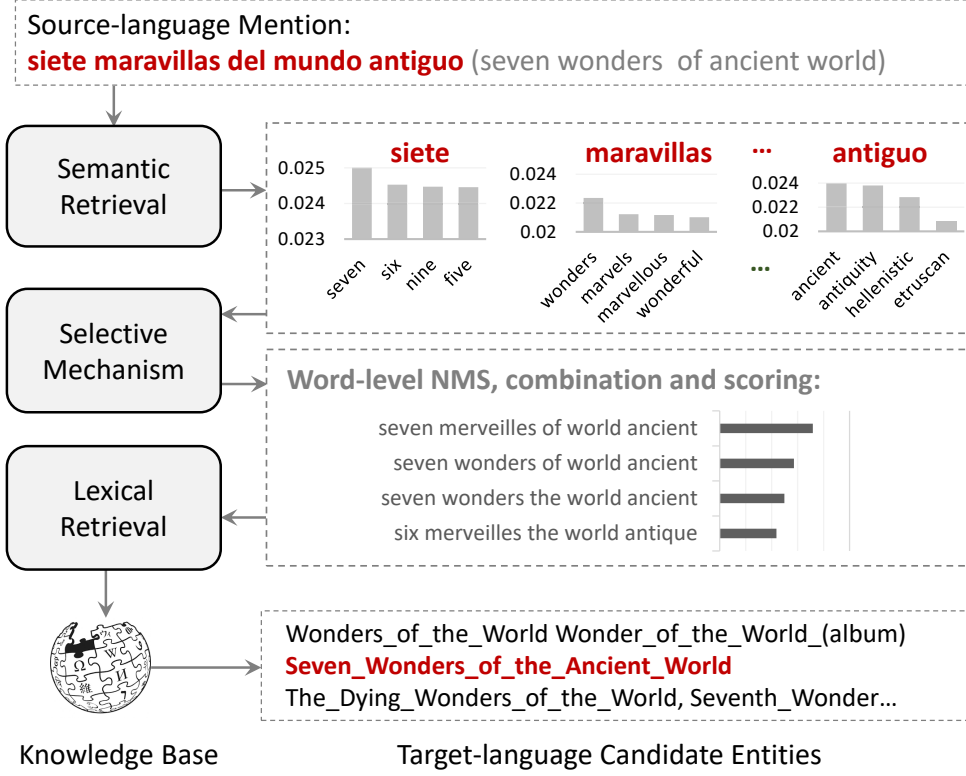 Source-language Mention:
siete maravillas del mundo antiguo (seven wonders of ancient world)
Semantic
Retrieval
siete
0.025
0.024
0.023
seven
six
nine
five
maravillas
0.024
0.022
0.02
wonders
marvels
marvellous
wonderful
...
...
antiguo
0.024
0.022
0.02
ancient
antiquity
hellenistic
etruscan
Selective
Mechanism
Word-level NMS, combination and scoring:
seven merveilles of world ancient
seven wonders of world ancient
seven wonders the world ancient
six merveilles the world antique
Lexical
Retrieval
Wonders_of_the_World Wonder_of_the_World_(album)
Seven_Wonders_of_the_Ancient_World
The_Dying_Wonders_of_the_World, Seventh_Wonder...
Ω
W
И
維
7
Knowledge Base
Target-language Candidate Entities